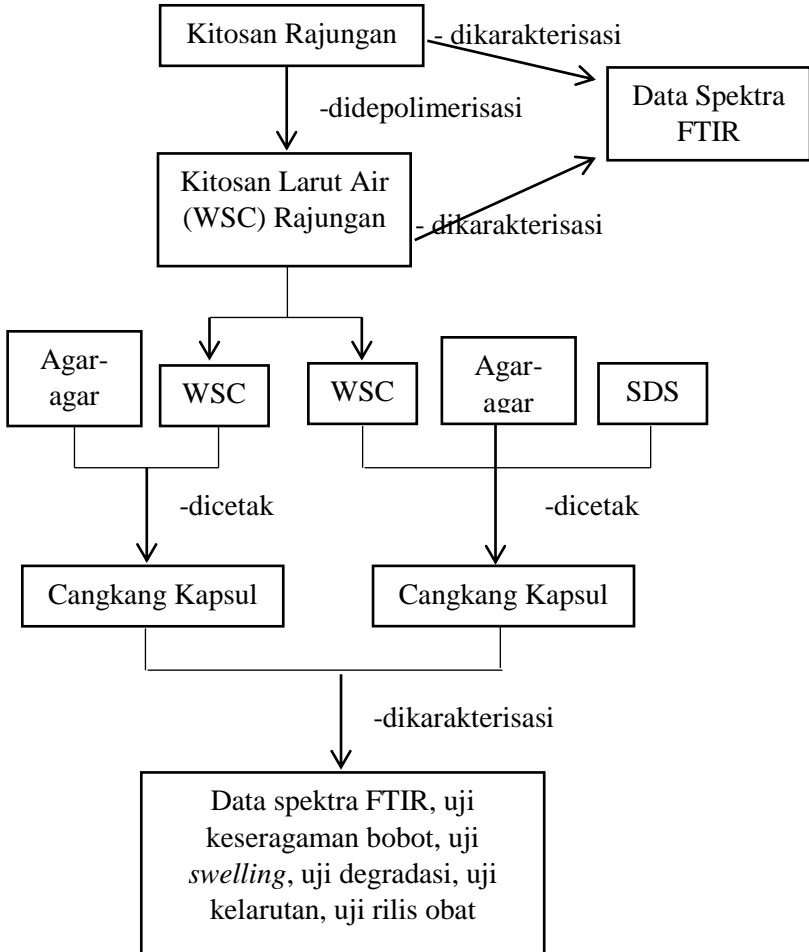 Kitosan Rajungan
- dikarakterisasi
Data Spektra
FTIR
-didepolimerisasi
Kitosan Larut Air
(WSC) Rajungan
- dikarakterisasi
Agar-
agar
WSC
WSC
Agar-
agar
SDS
-dicetak
-dicetak
Cangkang Kapsul
Cangkang Kapsul
-dikarakterisasi
Data spektra FTIR, uji
keseragaman bobot, uji
swelling, uji degradasi, uji
kelarutan, uji rilis obat